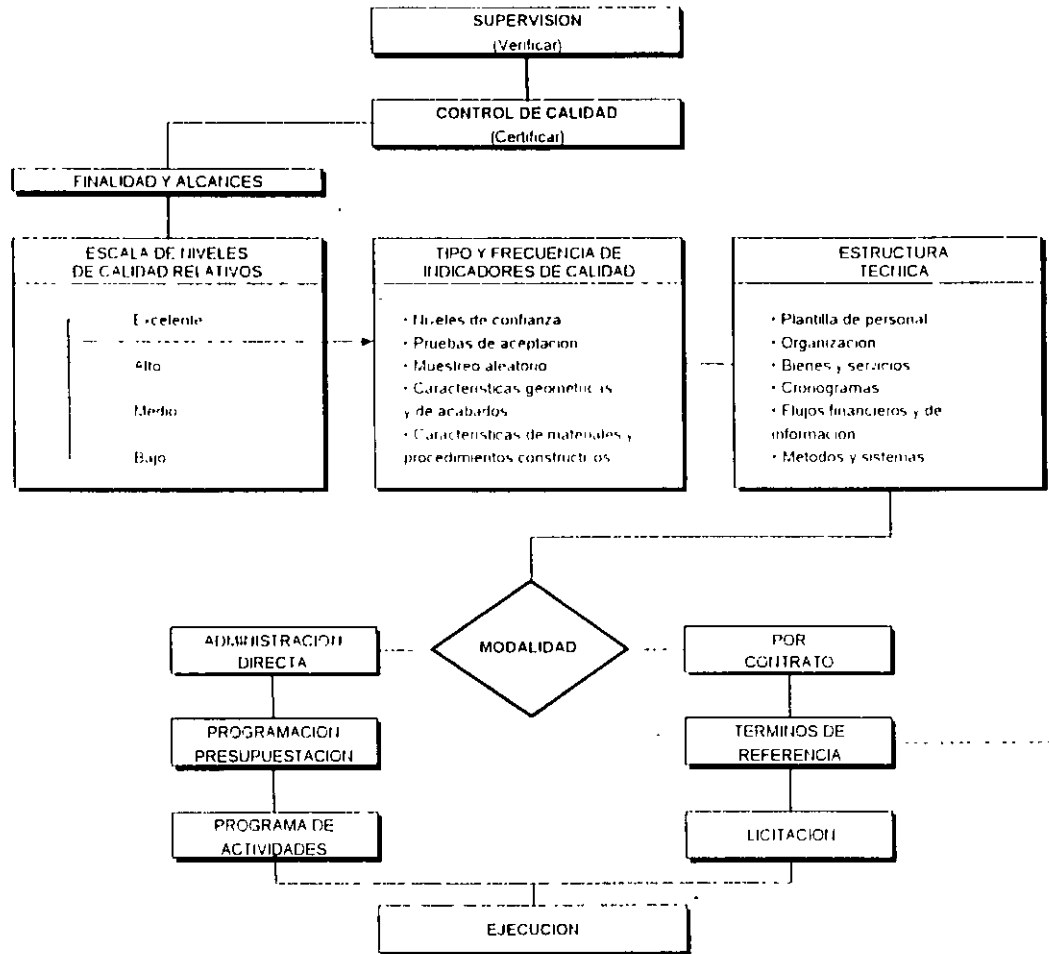 SUPERVISION
(Verificar)
CONTROL DE CALIDAD
(Certificar)
FINALIDAD Y ALCANCES
ESCALA DE NIVELES
DE CALIDAD RELATIVOS
Excelente
Alto
Medio
Bajo
TIPO Y FRECUENCIA DE
INDICADORES DE CALIDAD
· Niveles de confianza
· Pruebas de aceptacion
· Muestreo aleatorio
· Caracteristicas geometricas
y de acabados
· Caracteristicas de materiales y
procedimientos constructivos
ESTRUCTURA
TECNICA
· Plantilla de personal
· Organizacion
· Bienes y servicios
· Cronogramas
· Flujos financieros y de
informacion
· Metodos y sistemas
MODALIDAD
ADMINISTRACION
DIRECTA
PROGRAMACION
PRESUPUESTACION
PROGRAMA DE
ACTIVIDADES
POR
CONTRATO
TERMINOS DE
REFERENCIA
LICITACION
EJECUCION